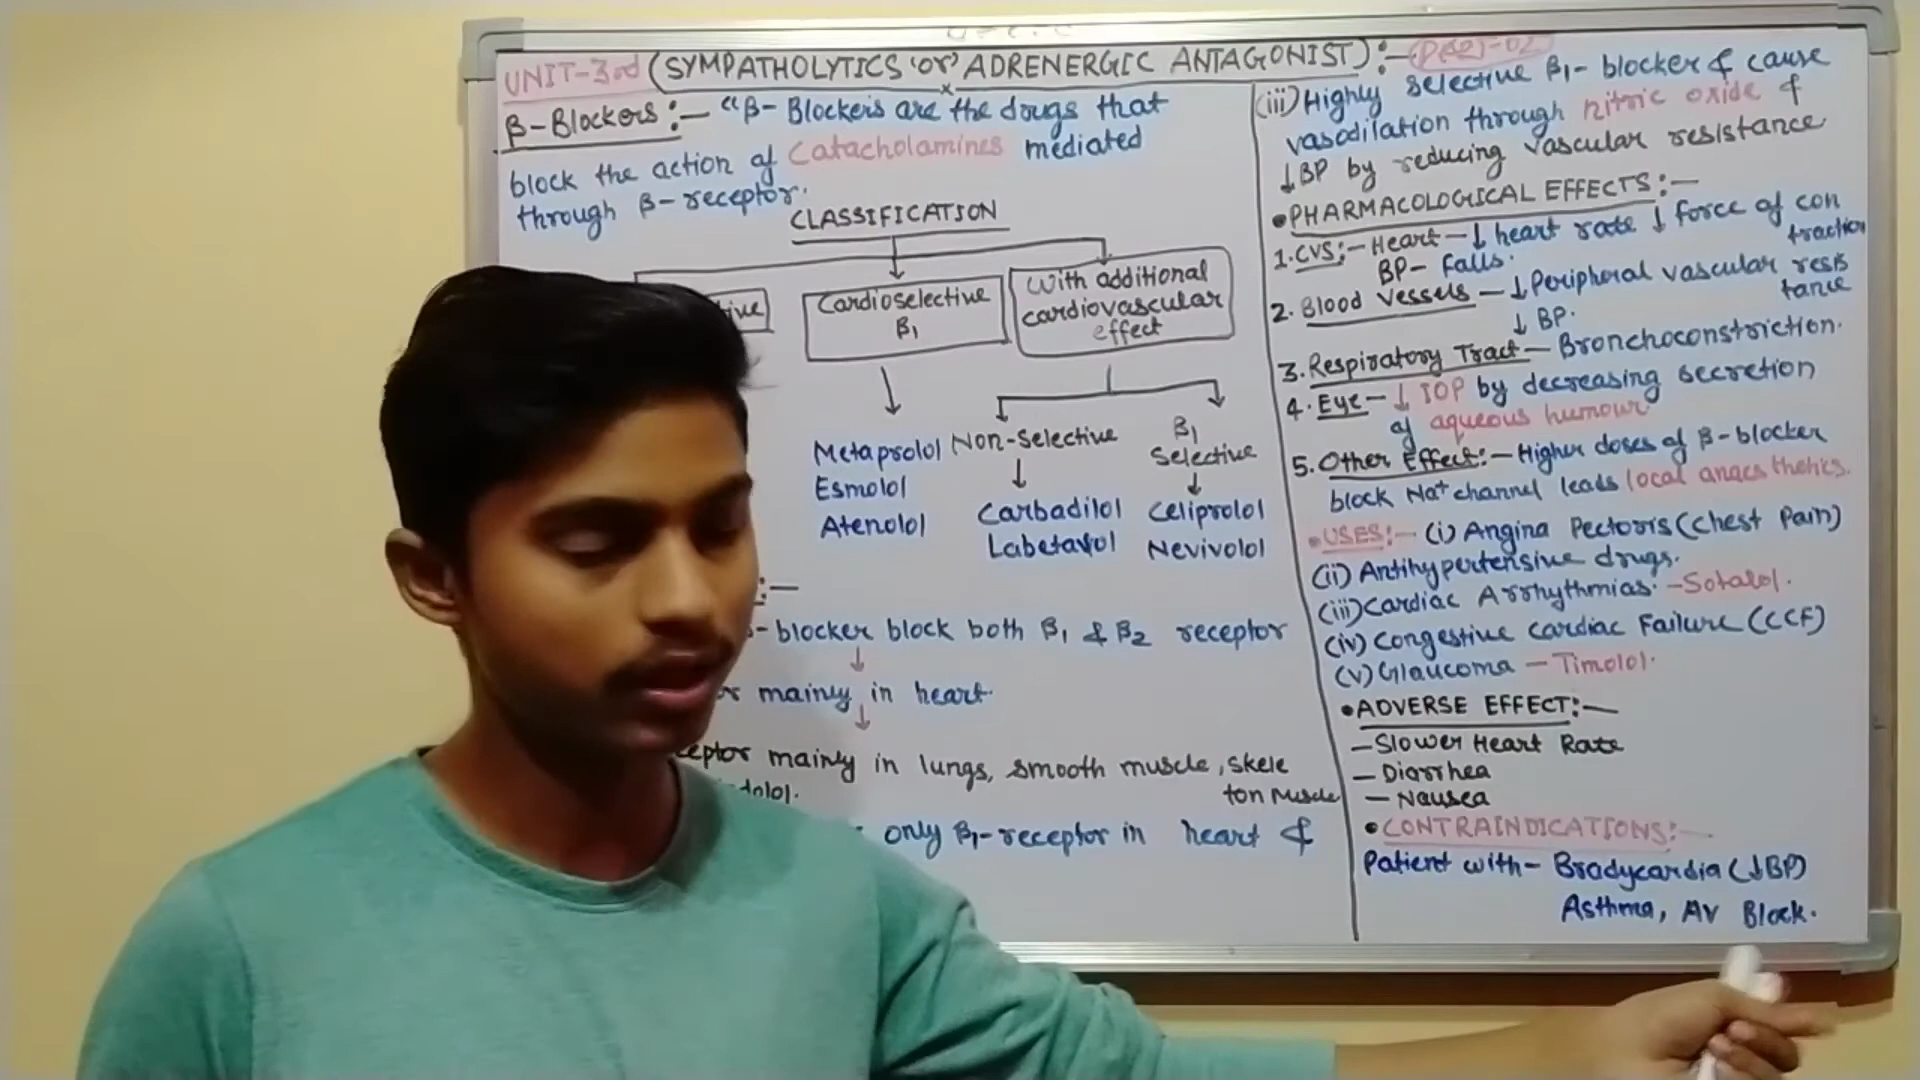 UNIT-3rd (SYMPATHOLYTICS 'or' ADRENERGIC ANTAGONIST):-
β-Blockers:- "β-Blockers are the drugs that
block the action of Catacholamines mediated
through β-receptor.
CLASSIFICATION
Cardioselective
β₁
With additional
cardiovascular
effect
Metaprolol
Esmolol
Atenolol
Non-Selective
Carbadilol
Labetavol
β₁
Selective
Celiprolol
Nevivolol
-blocker block both β₁ & β₂ receptor
mainly in heart.
mainly in lungs, smooth muscle, skele
ton Muscle
only β₁-receptor in heart &
(iii) Highly selective β₁-blocker & cause
vasodilation through nitric oxide &
↓BP by reducing vascular resistance
•PHARMACOLOGICAL EFFECTS:-
1. CVS:- Heart-↓ heart rate ↓ force of con
traction
BP- falls.
2. Blood Vessels -↓Peripheral vascular resis
tance
↓ BP.
3. Respiratory Tract- Bronchoconstriction.
4. Eye-↓ IOP by decreasing secretion
of aqueous humour.
5. Other Effect:- Higher doses of β-blocker
block Na⁺ channel leads local anaesthetics.
•USES:- (i) Angina Pectoris (chest Pain)
(ii) Antihypertensive drugs.
(iii) Cardiac Arrhythmias. -Sotalol.
(iv) Congestive Cardiac Failure (CCF)
(v) Glaucoma - Timolol.
•ADVERSE EFFECT:-
-Slower Heart Rate
- Diarrhea
- Nausea
•CONTRAINDICATIONS:-
Patient with- Bradycardia (↓BP)
Asthma, AV Block.